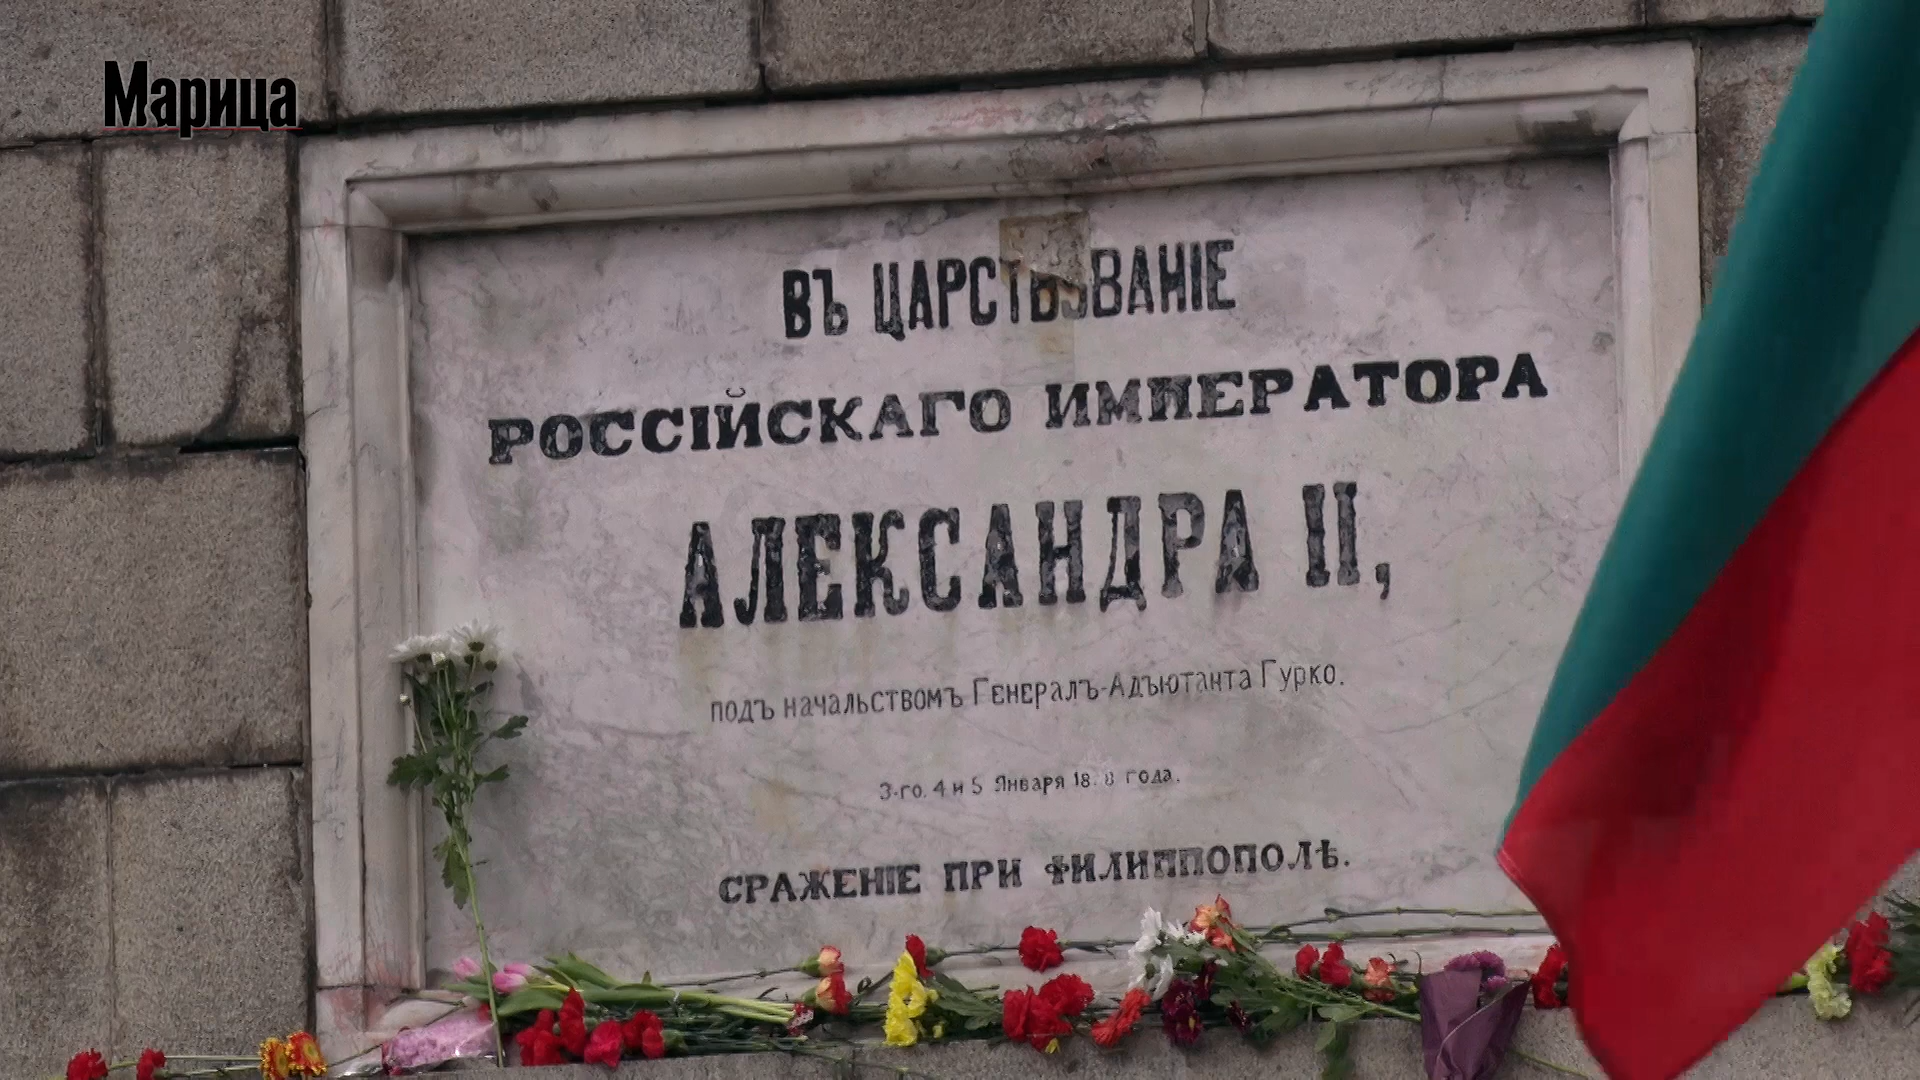 Марица
ВЪ ЦАРСТВОВАНІЕ
РОССІЙСКАГО ИМПЕРАТОРА
АЛЕКСАНДРА II,
ПОДЪ НАЧАЛЬСТВОМЪ ГЕНЕРАЛЪ-АДЪЮТАНТА ГУРКО.
3-ГО. 4 И 5 ЯНВАРЯ 18 8 ГОДА.
СРАЖЕНІЕ ПРИ ФИЛИППОПОЛѢ.